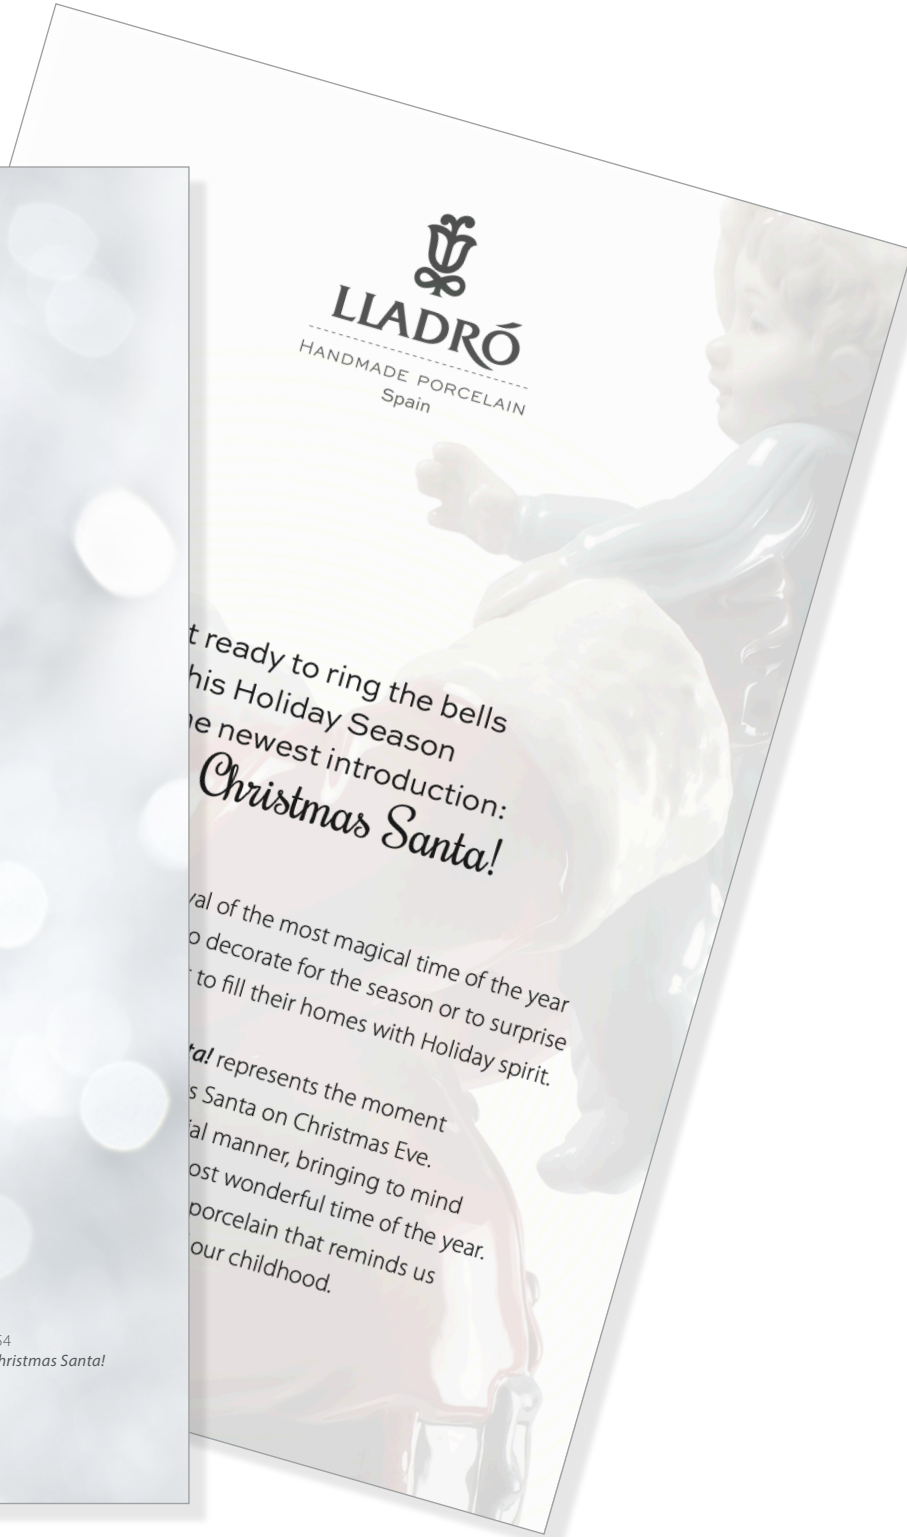 LLADRÓ
HANDMADE PORCELAIN
Spain
t ready to ring the bells
his Holiday Season
e newest introduction:
Christmas Santa!
val of the most magical time of the year
o decorate for the season or to surprise
to fill their homes with Holiday spirit.
ta! represents the moment
s Santa on Christmas Eve.
ial manner, bringing to mind
ost wonderful time of the year.
porcelain that reminds us
our childhood.
54
hristmas Santa!